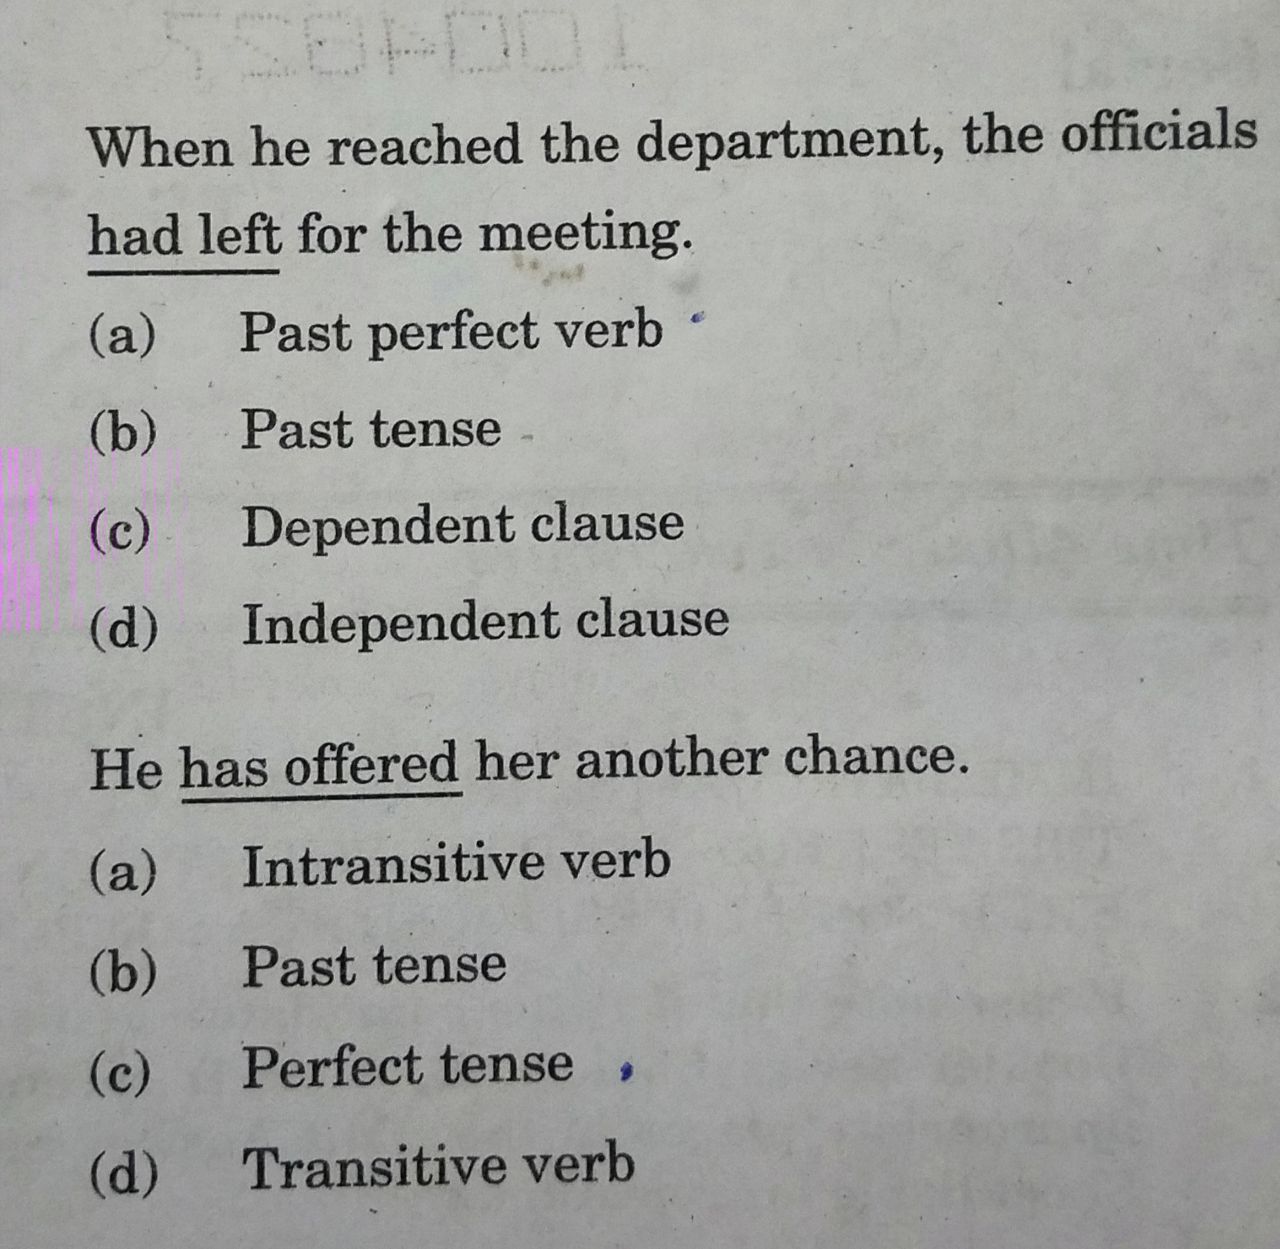 When he reached the department, the officials
had left for the meeting.
(a) Past perfect verb
(b) Past tense
(c) Dependent clause
(d) Independent clause
He has offered her another chance.
(a) Intransitive verb
(b) Past tense
(c) Perfect tense
(d) Transitive verb